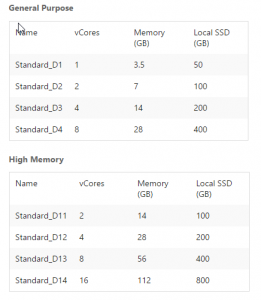 General Purpose
Name vCores Memory (GB) Local SSD (GB)
Standard_D1 1 3.5 50
Standard_D2 2 7 100
Standard_D3 4 14 200
Standard_D4 8 28 400
High Memory
Name vCores Memory (GB) Local SSD (GB)
Standard_D11 2 14 100
Standard_D12 4 28 200
Standard_D13 8 56 400
Standard_D14 16 112 800